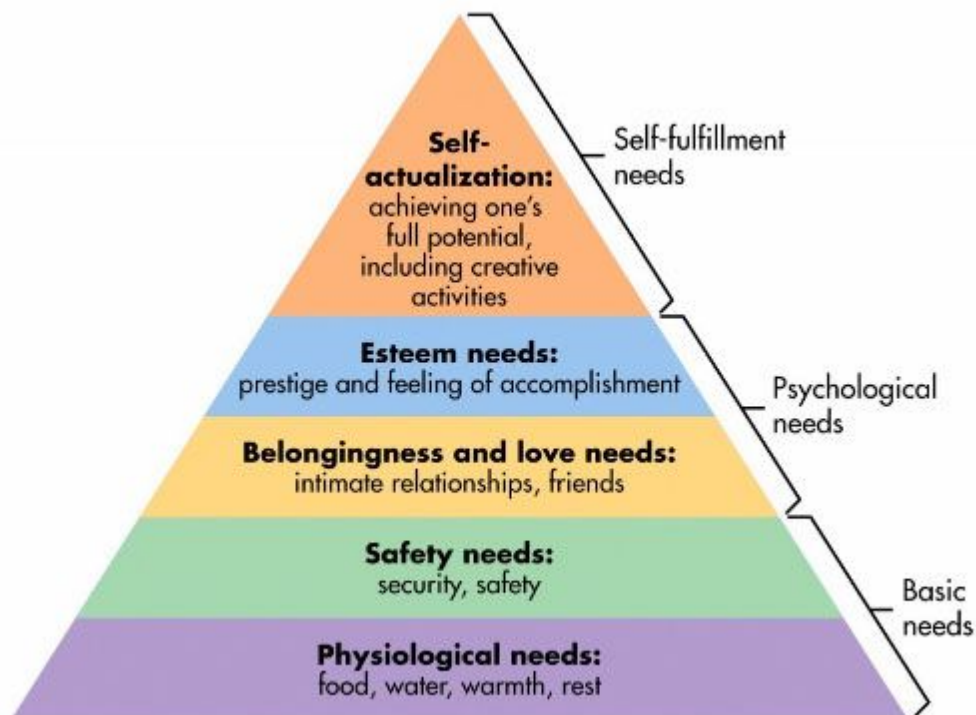 Self-
actualization:
achieving one's
full potential,
including creative
activities
Self-fulfillment
needs
Esteem needs:
prestige and feeling of accomplishment
Psychological
needs
Belongingness and love needs:
intimate relationships, friends
Safety needs:
security, safety
Basic
needs
Physiological needs:
food, water, warmth, rest